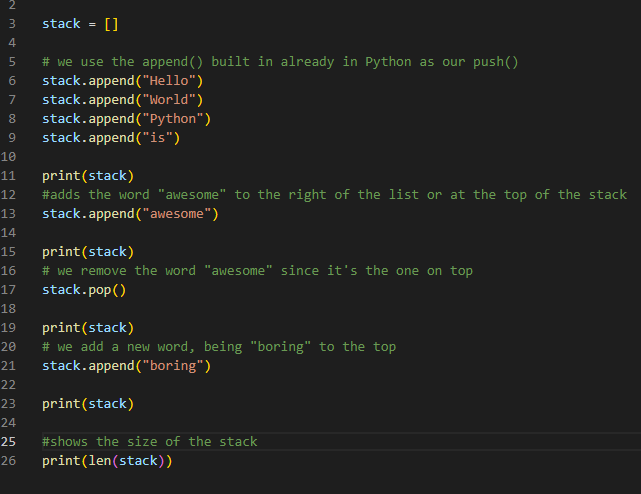 2
3 stack = []
4
5 # we use the append() built in already in Python as our push()
6 stack.append("Hello")
7 stack.append("World")
8 stack.append("Python")
9 stack.append("is")
10
11 print(stack)
12 #adds the word "awesome" to the right of the list or at the top of the stack
13 stack.append("awesome")
14
15 print(stack)
16 # we remove the word "awesome" since it's the one on top
17 stack.pop()
18
19 print(stack)
20 # we add a new word, being "boring" to the top
21 stack.append("boring")
22
23 print(stack)
24
25 #shows the size of the stack
26 print(len(stack))